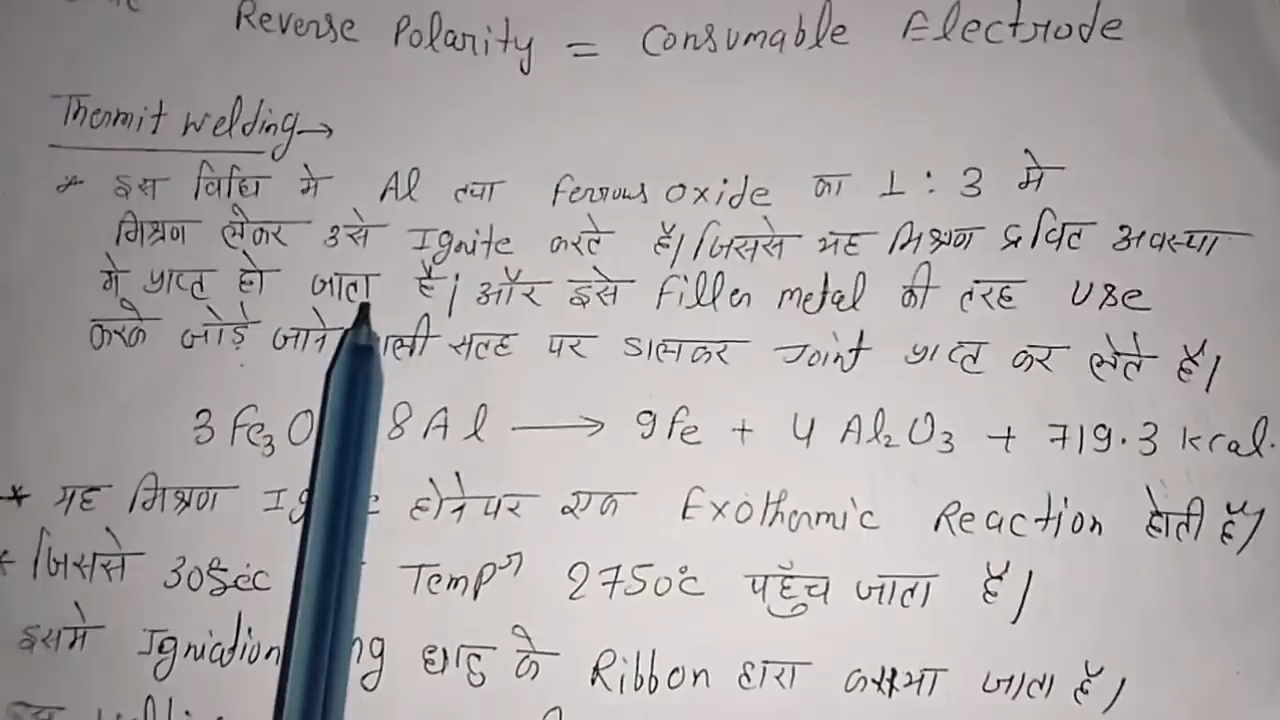 Reverse Polarity = Consumable Electrode
Thermit welding→
* इस विधि मे Al तथा Ferrous oxide का 1 : 3 मे
मिश्रण लेकर उसे Ignite करते हैं। जिससे यह मिश्रण द्रवित अवस्था
मे प्राप्त हो जाता है। और इसे Filler metal की तरह use
करके जोड़े जाने सतह पर डालकर Joint प्राप्त कर लेते हैं।
3 Fe3 O 8 Al → 9Fe + 4 Al2O3 + 719.3 kcal.
* यह मिश्रण होने पर एक Exothermic Reaction होती हैं।
* जिससे 30Sec Tempr 2750°c पहुँच जाता हैं।
इसमे Igniation धातु के Ribbon द्वारा कराया जाता हैं।